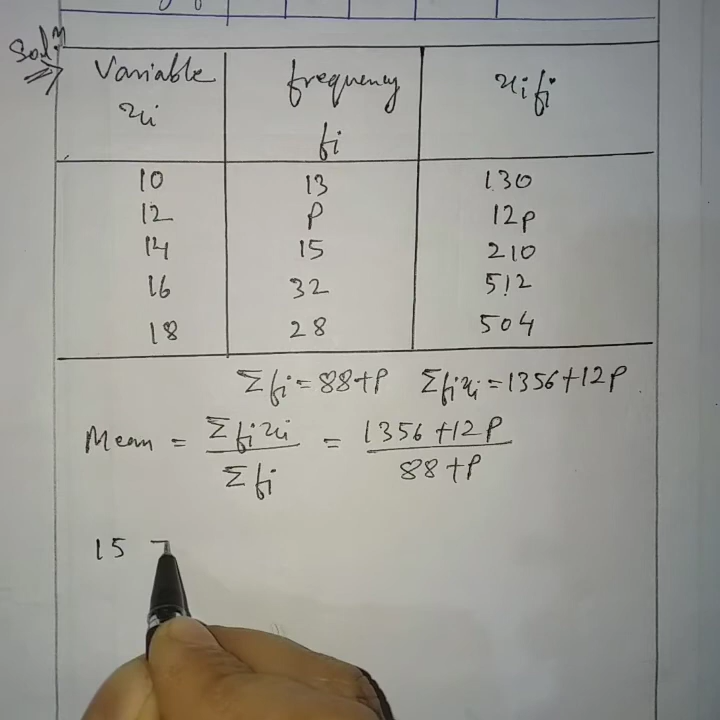 Solⁿ
Variable xi frequency fi xifi
10 13 130
12 P 12p
14 15 210
16 32 512
18 28 504
Σfi = 88+P Σfixi = 1356+12P
Mean = Σfixi / Σfi = 1356+12P / 88+P
15